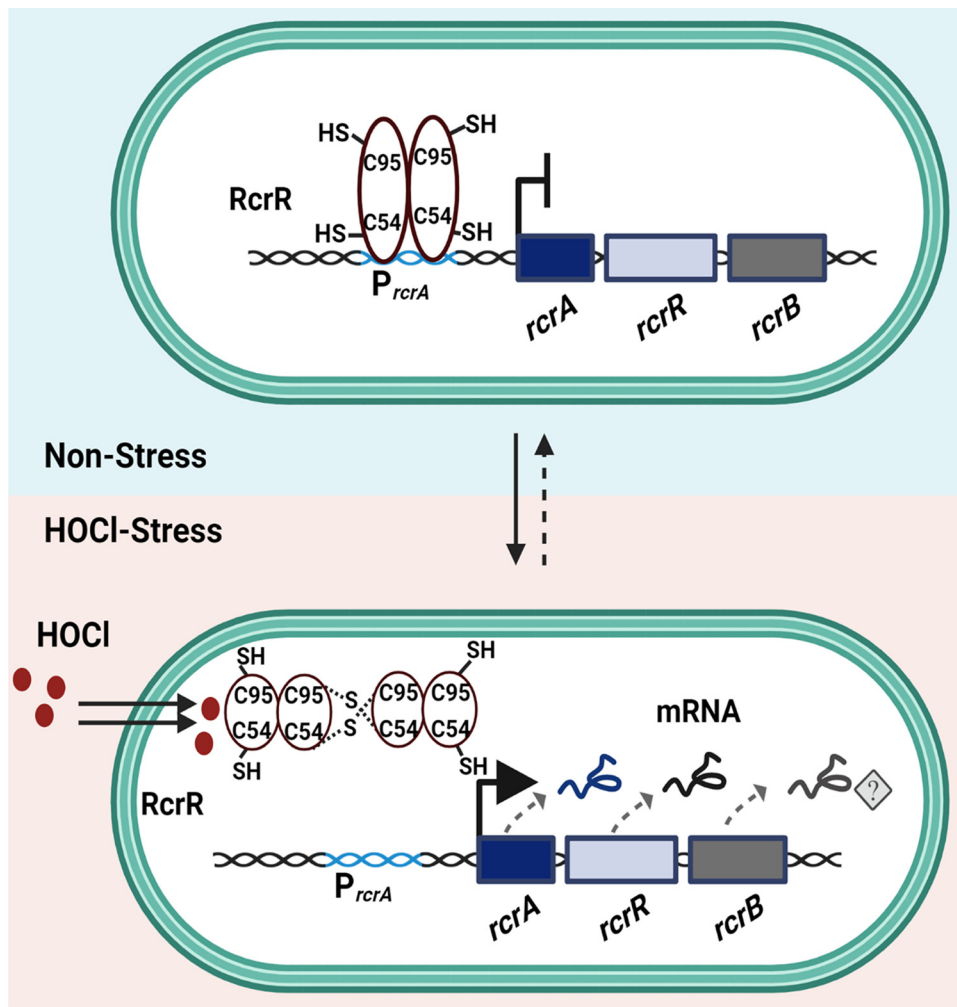 HS
SH
C95
C95
RcrR
C54
C54
HS
SH
PrcrA
rcrA
rcrR
rcrB
Non-Stress
HOCl-Stress
HOCl
SH
SH
C95
C95
C95
C95
S
mRNA
C54
C54
S
C54
C54
SH
SH
RcrR
?
PrcrA
rcrA
rcrR
rcrB